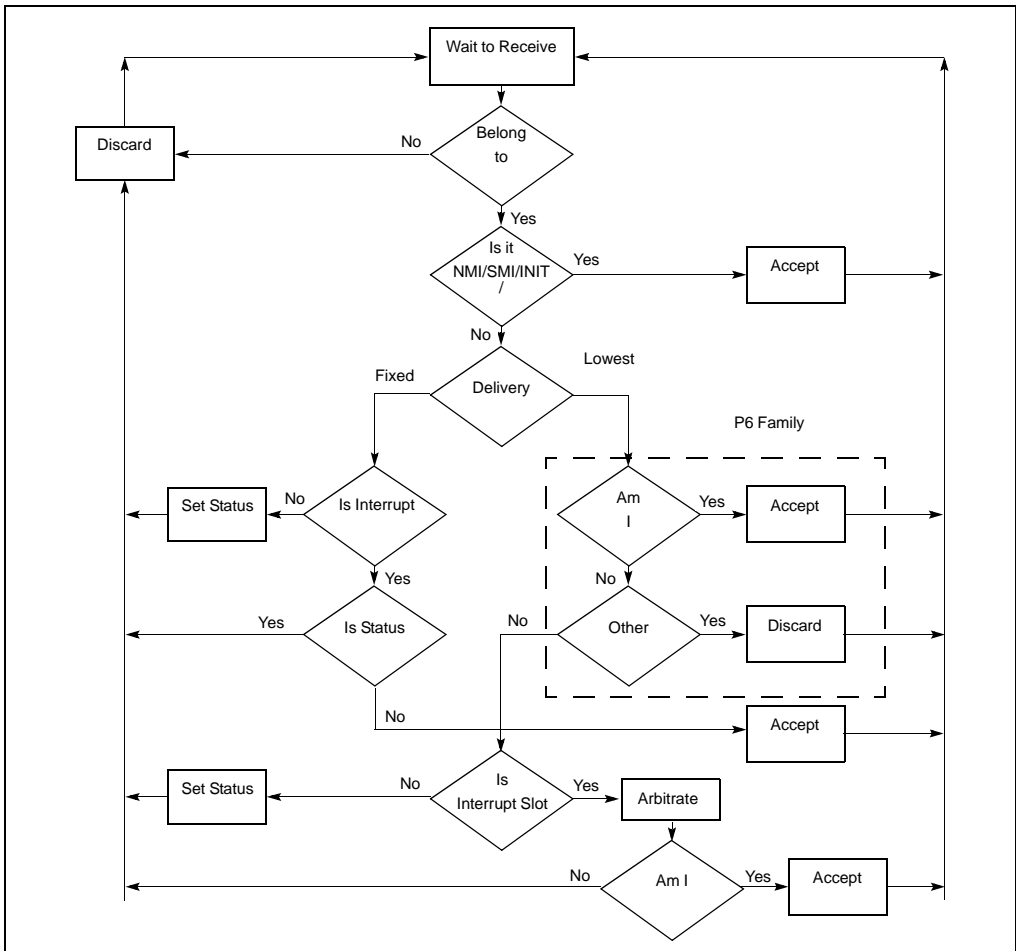 Wait to Receive
No
Belong
to
Discard
Yes
Is it
NMI/SMI/INIT
/
Yes
Accept
No
Lowest
Fixed
Delivery
P6 Family
Set Status
No
Is Interrupt
Am
I
Yes
Accept
Yes
No
Yes
Is Status
No
Other
Yes
Discard
No
Accept
Set Status
No
Is
Interrupt Slot
Yes
Arbitrate
No
Am I
Yes
Accept